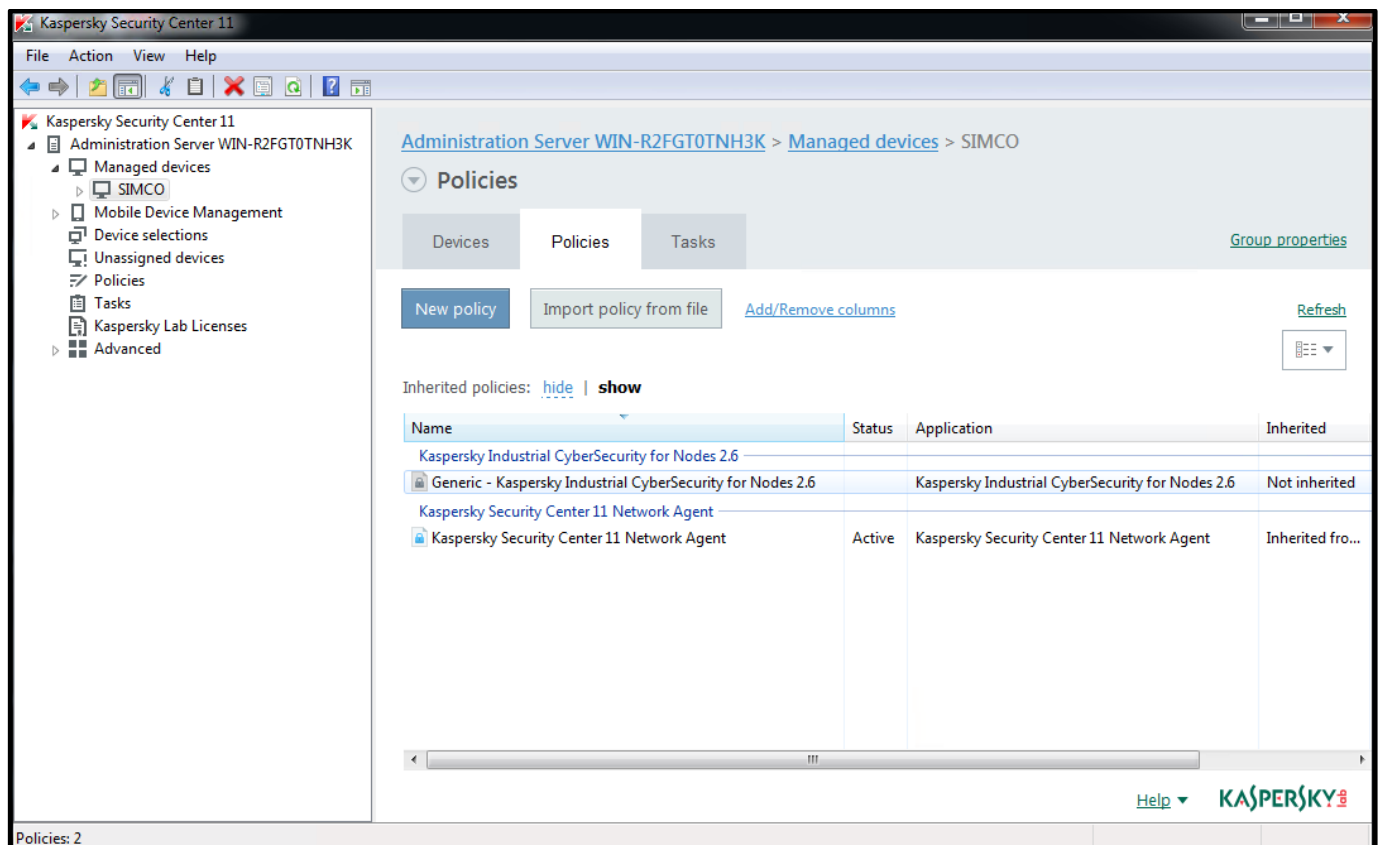 Kaspersky Security Center 11
File Action View Help
Kaspersky Security Center 11
Administration Server WIN-R2FGT0TNH3K
Managed devices
SIMCO
Mobile Device Management
Device selections
Unassigned devices
Policies
Tasks
Kaspersky Lab Licenses
Advanced
Administration Server WIN-R2FGT0TNH3K > Managed devices > SIMCO
Policies
Devices Policies Tasks Group properties
New policy Import policy from file Add/Remove columns Refresh
Inherited policies: hide | show
Name Status Application Inherited
Kaspersky Industrial CyberSecurity for Nodes 2.6
Generic - Kaspersky Industrial CyberSecurity for Nodes 2.6 Kaspersky Industrial CyberSecurity for Nodes 2.6 Not inherited
Kaspersky Security Center 11 Network Agent
Kaspersky Security Center 11 Network Agent Active Kaspersky Security Center 11 Network Agent Inherited fro...
Help KASPERSKY lab
Policies: 2